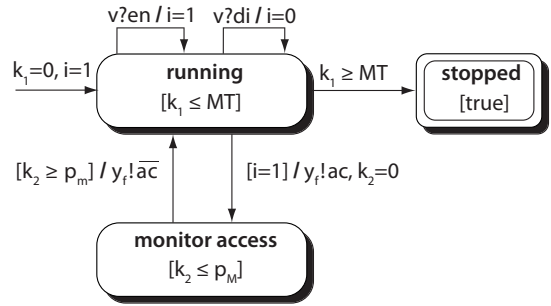 v?en / i=1
v?di / i=0
k₁=0, i=1
running
[k₁ ≤ MT]
k₁ ≥ MT
stopped
[true]
[k₂ ≥ pₘ] / y_f!a̅c̅
[i=1] / y_f!ac, k₂=0
monitor access
[k₂ ≤ p_M]